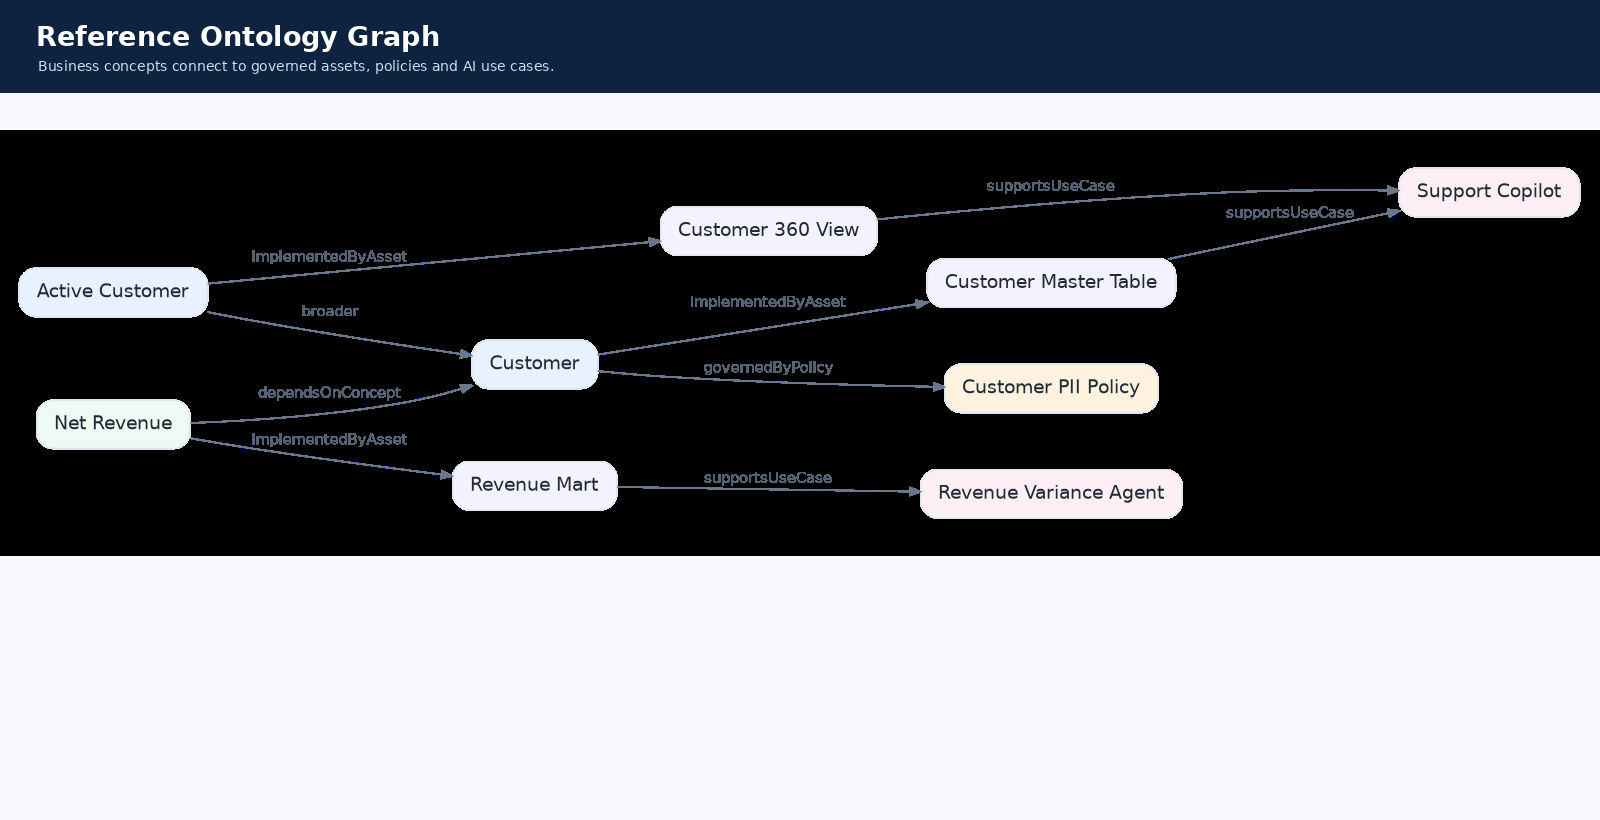 Reference Ontology Graph
Business concepts connect to governed assets, policies and AI use cases.
supportsUseCase
Support Copilot
supportsUseCase
Customer 360 View
implementedByAsset
Customer Master Table
Active Customer
implementedByAsset
broader
Customer
governedByPolicy
Customer PII Policy
dependsOnConcept
Net Revenue
implementedByAsset
supportsUseCase
Revenue Mart
Revenue Variance Agent